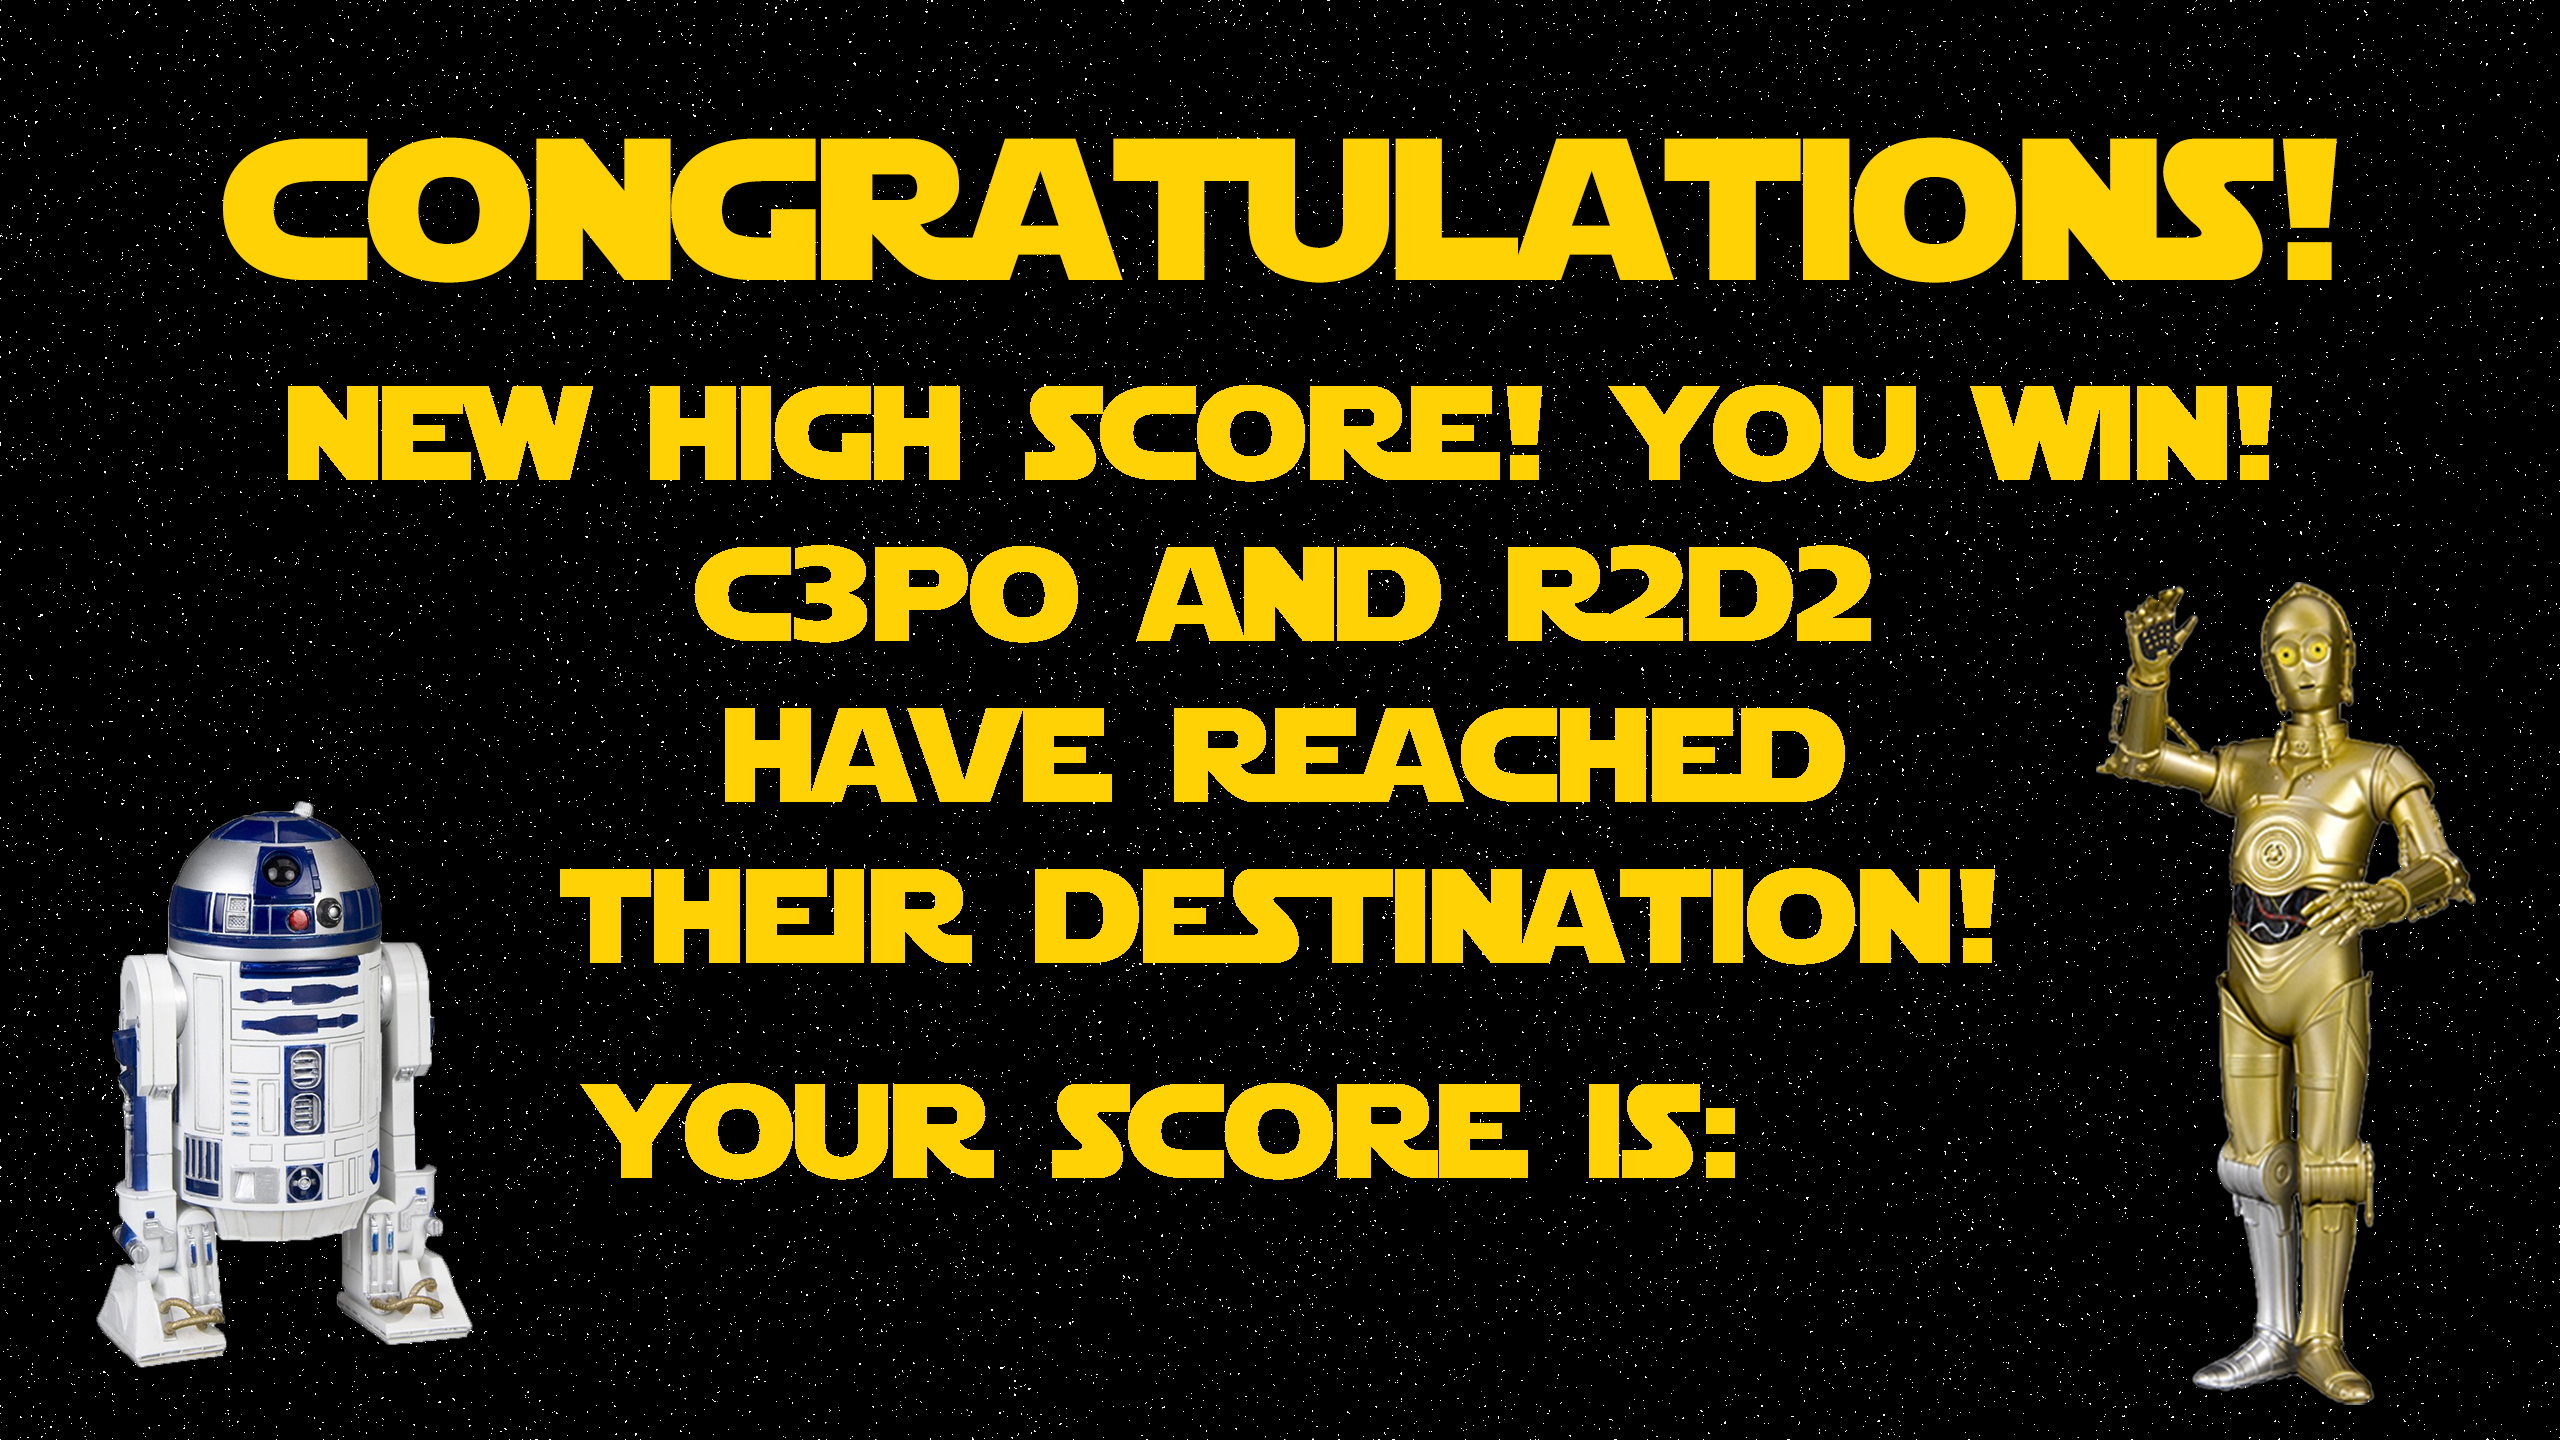 CONGRATULATIONS!
NEW HIGH SCORE! YOU WIN!
C3PO AND R2D2
HAVE REACHED
THEIR DESTINATION!
YOUR SCORE IS: